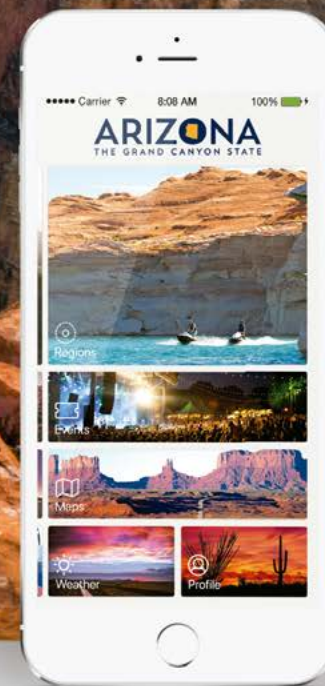 Carrier 8:08 AM 100%
ARIZONA
THE GRAND CANYON STATE
Regions
Events
Maps
Weather
Profile